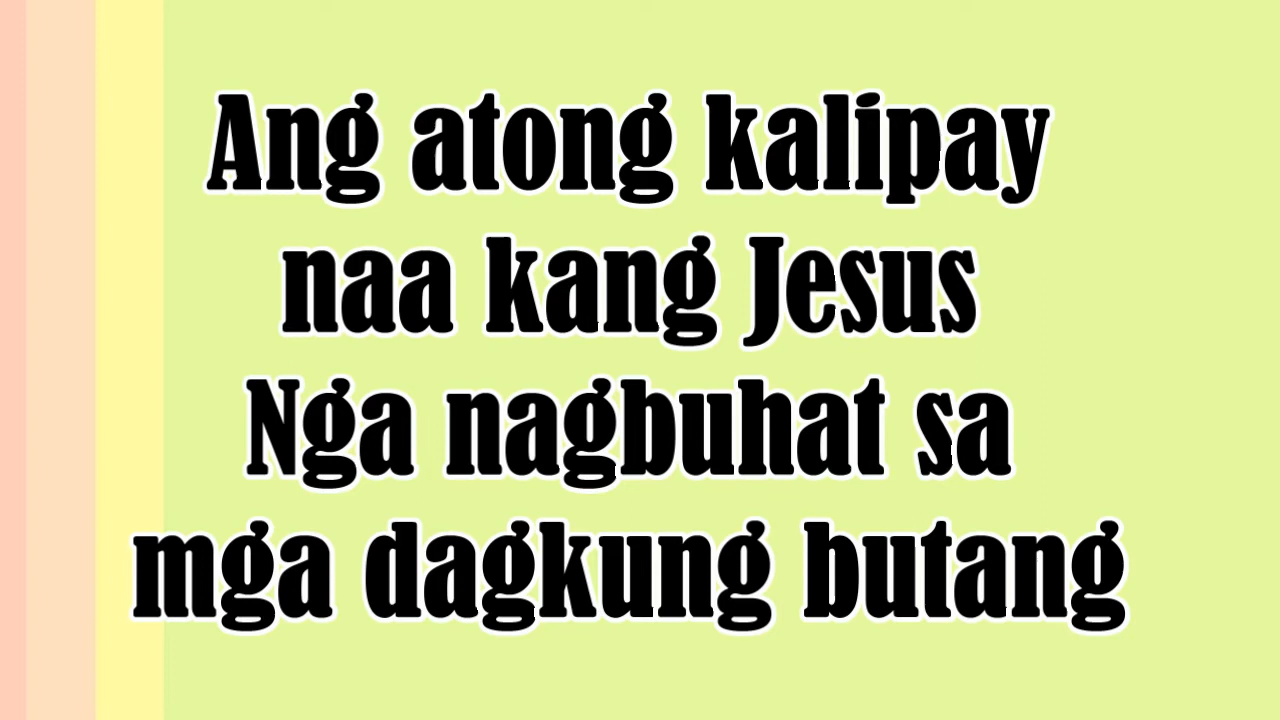 Ang atong kalipay
naa kang Jesus
Nga nagbuhat sa
mga dagkung butang